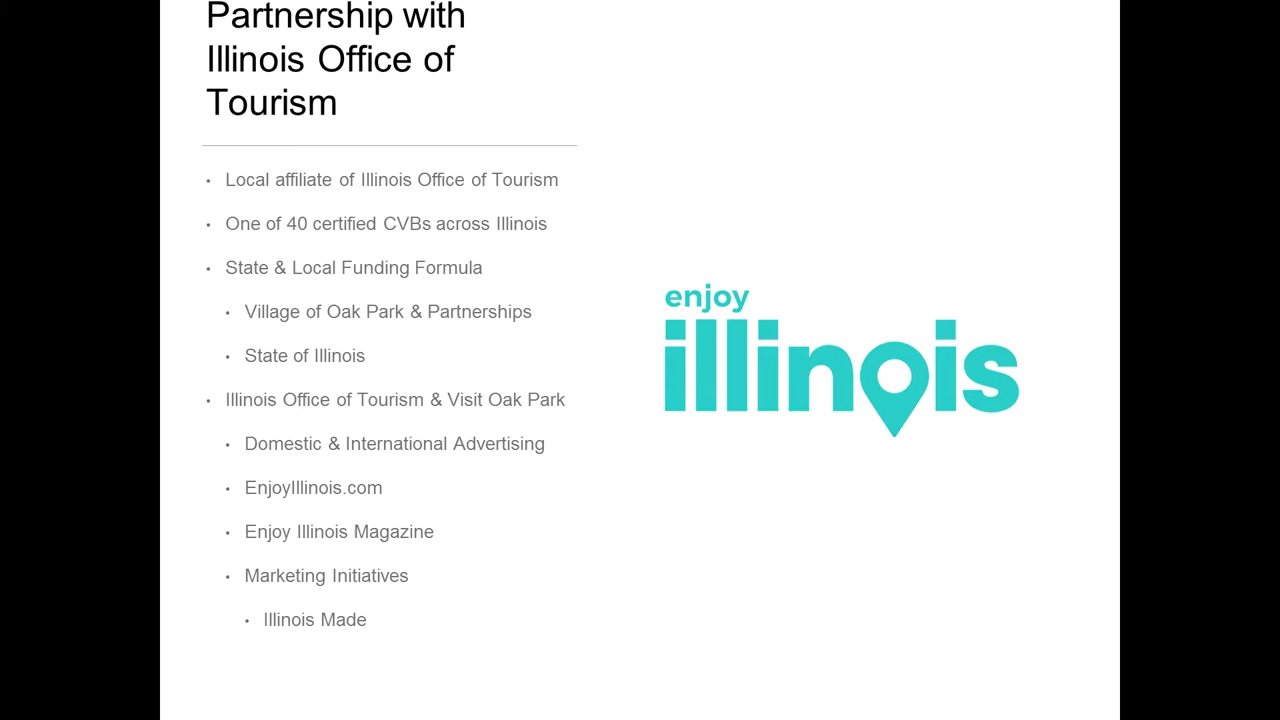 Partnership with
Illinois Office of
Tourism
• Local affiliate of Illinois Office of Tourism
• One of 40 certified CVBs across Illinois
• State & Local Funding Formula
• Village of Oak Park & Partnerships
• State of Illinois
• Illinois Office of Tourism & Visit Oak Park
• Domestic & International Advertising
• EnjoyIllinois.com
• Enjoy Illinois Magazine
• Marketing Initiatives
• Illinois Made
enjoy
illinois